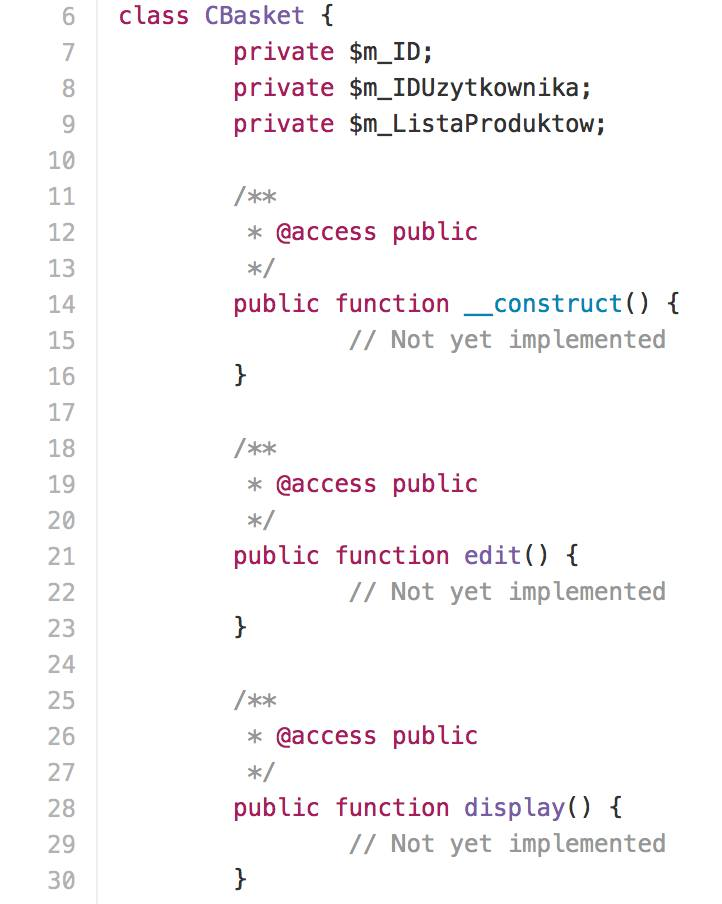 6 class CBasket {
7 private $m_ID;
8 private $m_IDUzytkownika;
9 private $m_ListaProduktow;
10
11 /**
12 * @access public
13 */
14 public function __construct() {
15 // Not yet implemented
16 }
17
18 /**
19 * @access public
20 */
21 public function edit() {
22 // Not yet implemented
23 }
24
25 /**
26 * @access public
27 */
28 public function display() {
29 // Not yet implemented
30 }